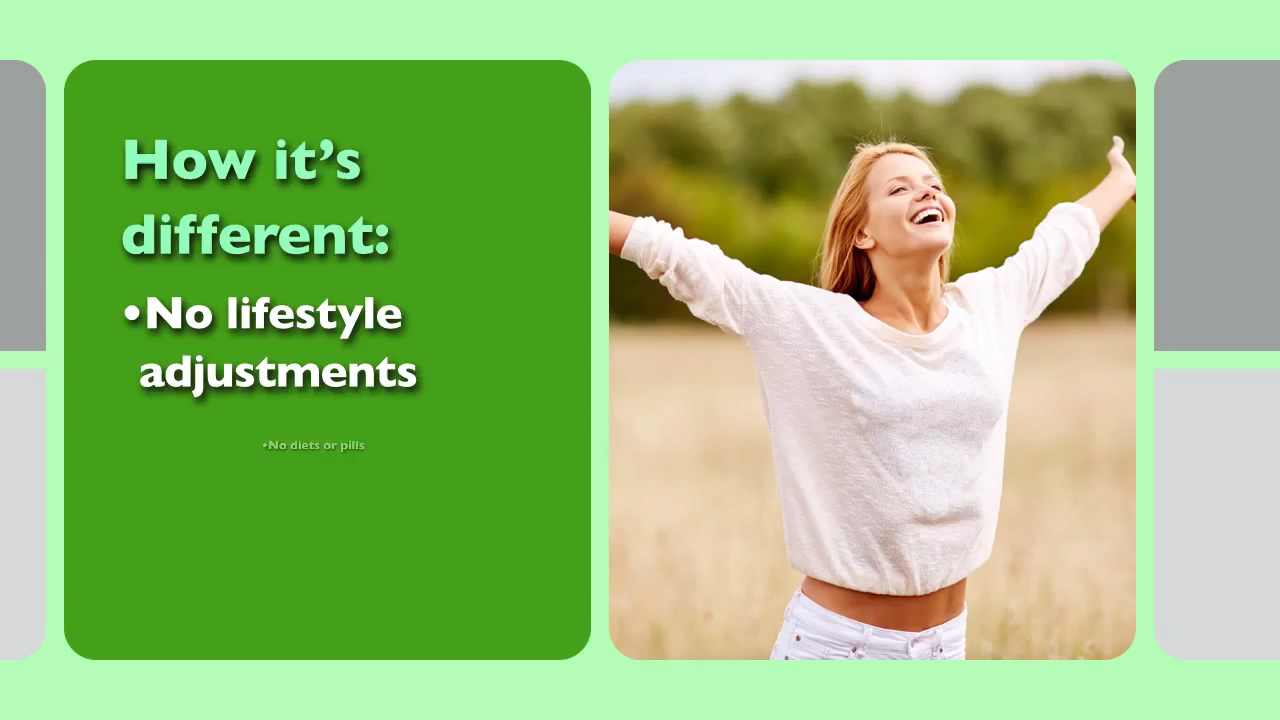 How it’s
different:
•No lifestyle
adjustments
•No diets or pills